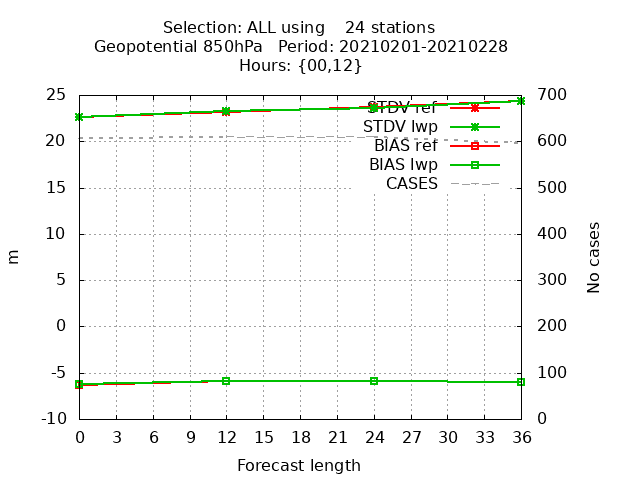 Selection: ALL using    24 stations
Geopotential 850hPa   Period: 20210201-20210228
Hours: {00,12}
25 700
STDV ref
STDV lwp
20 600
BIAS ref
BIAS lwp
CASES
15 500
10 400
m
No cases
5 300
0 200
-5 100
-10 0
0 3 6 9 12 15 18 21 24 27 30 33 36
Forecast length